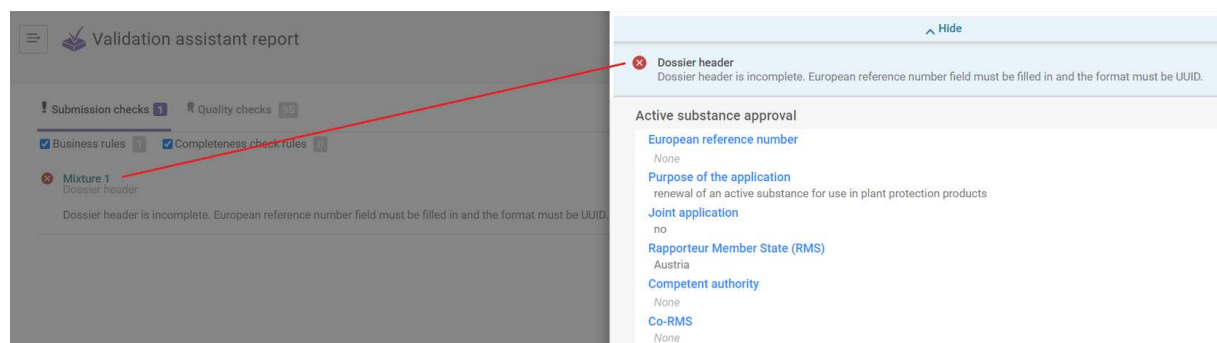 Validation assistant report
Submission checks 1 Quality checks 95
Business rules 1 Completeness check rules 0
Mixture 1
Dossier header
Dossier header is incomplete. European reference number field must be filled in and the format must be UUID.
Hide
Dossier header
Dossier header is incomplete. European reference number field must be filled in and the format must be UUID.
Active substance approval
European reference number
None
Purpose of the application
renewal of an active substance for use in plant protection products
Joint application
no
Rapporteur Member State (RMS)
Austria
Competent authority
None
Co-RMS
None